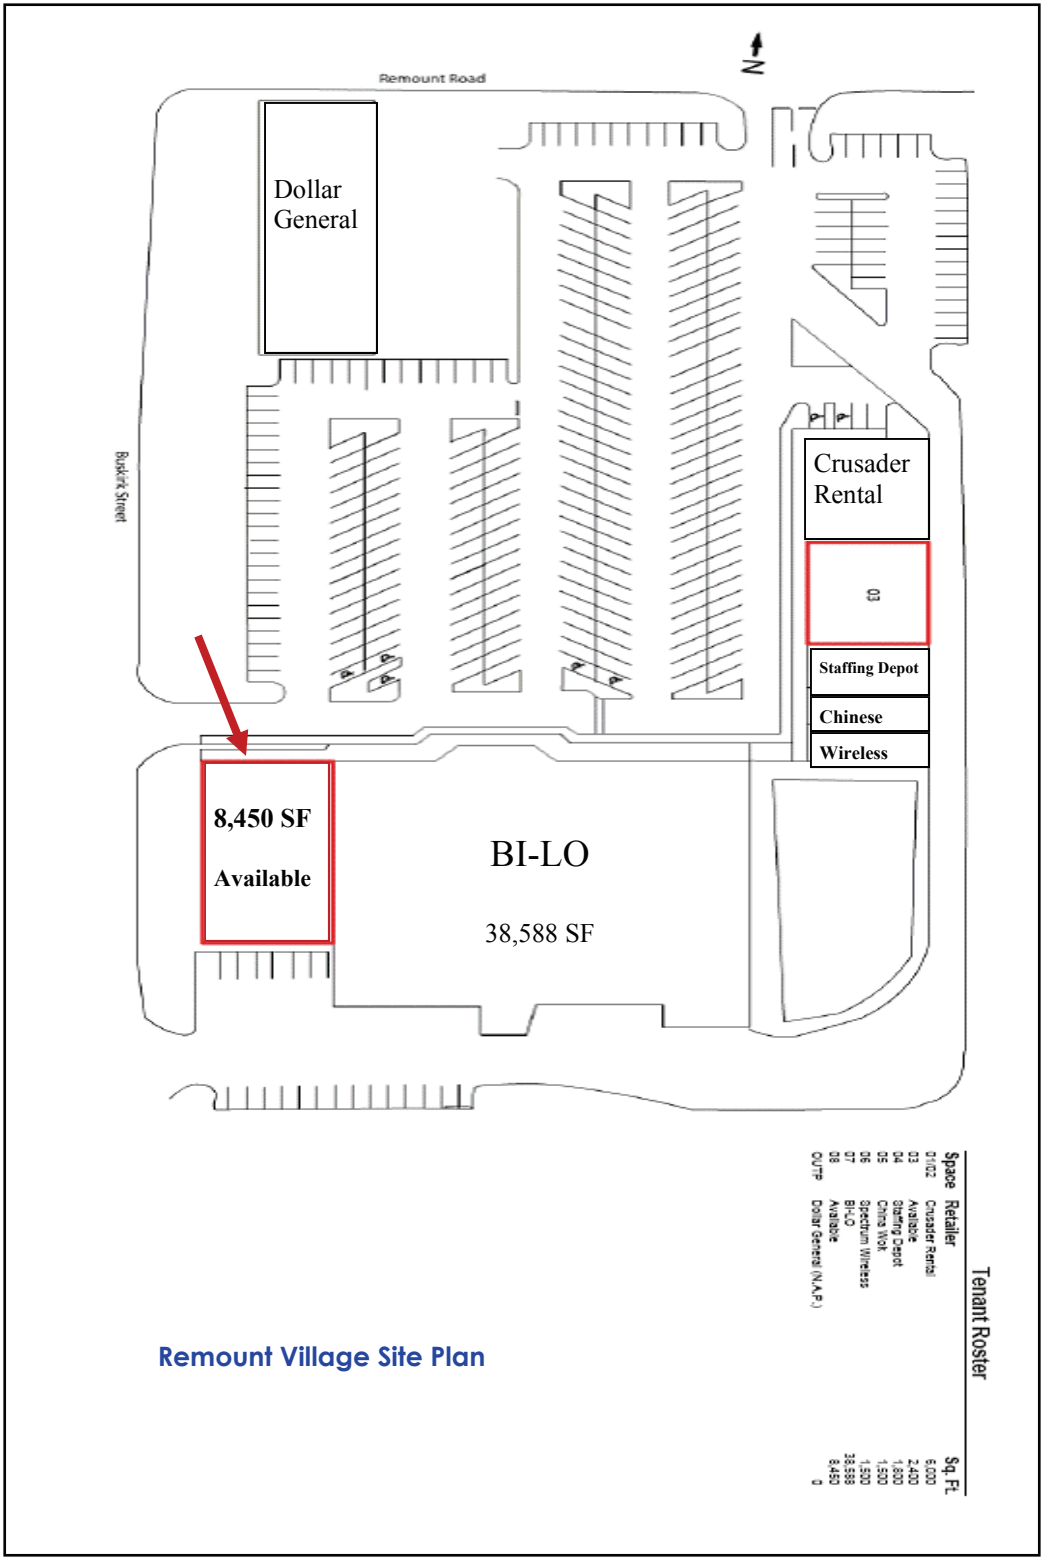 N
Remount Road
Dollar
General
Buskirk Street
Crusader
Rental
03
Staffing Depot
Chinese
Wireless
8,450 SF
Available
BI-LO
38,588 SF
Tenant Roster
Space Retailer Sq. Ft.
01/02 Crusader Rental 6,000
03 Available 2,400
04 Staffing Depot 1,800
05 China Wok 1,500
06 Spectrum Wireless 1,500
07 BI-LO 38,588
08 Available 8,450
OUTP Dollar General (N.A.P.) 0
Remount Village Site Plan